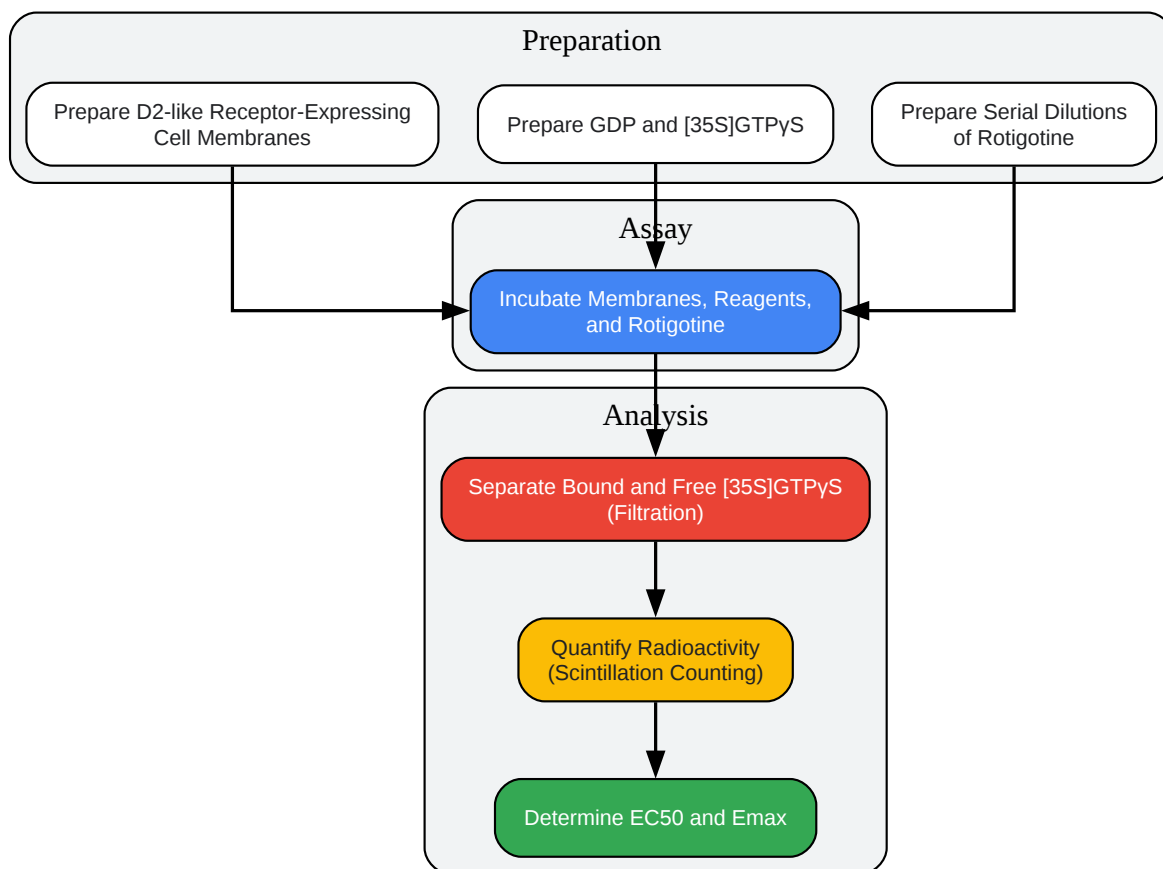 Preparation
Prepare D2-like Receptor-Expressing
Cell Membranes
Prepare GDP and [35S]GTPγS
Prepare Serial Dilutions
of Rotigotine
Assay
Incubate Membranes, Reagents,
and Rotigotine
Analysis
Separate Bound and Free [35S]GTPγS
(Filtration)
Quantify Radioactivity
(Scintillation Counting)
Determine EC50 and Emax